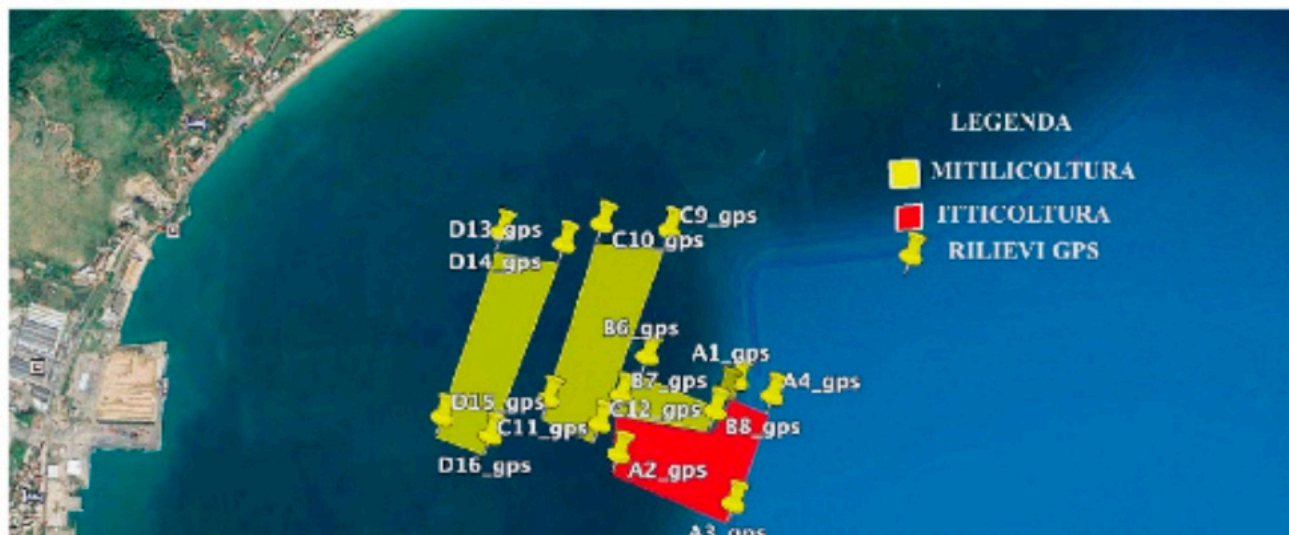 LEGENDA
MITILICOLTURA
ITTICOLTURA
RILIEVI GPS
C9_gps
D13_gps
C10_gps
D14_gps
B6_gps
A1_gps
B7_gps
A4_gps
D15_gps
C12_gps
C11_gps
B8_gps
D16_gps
A2_gps
A3_gps